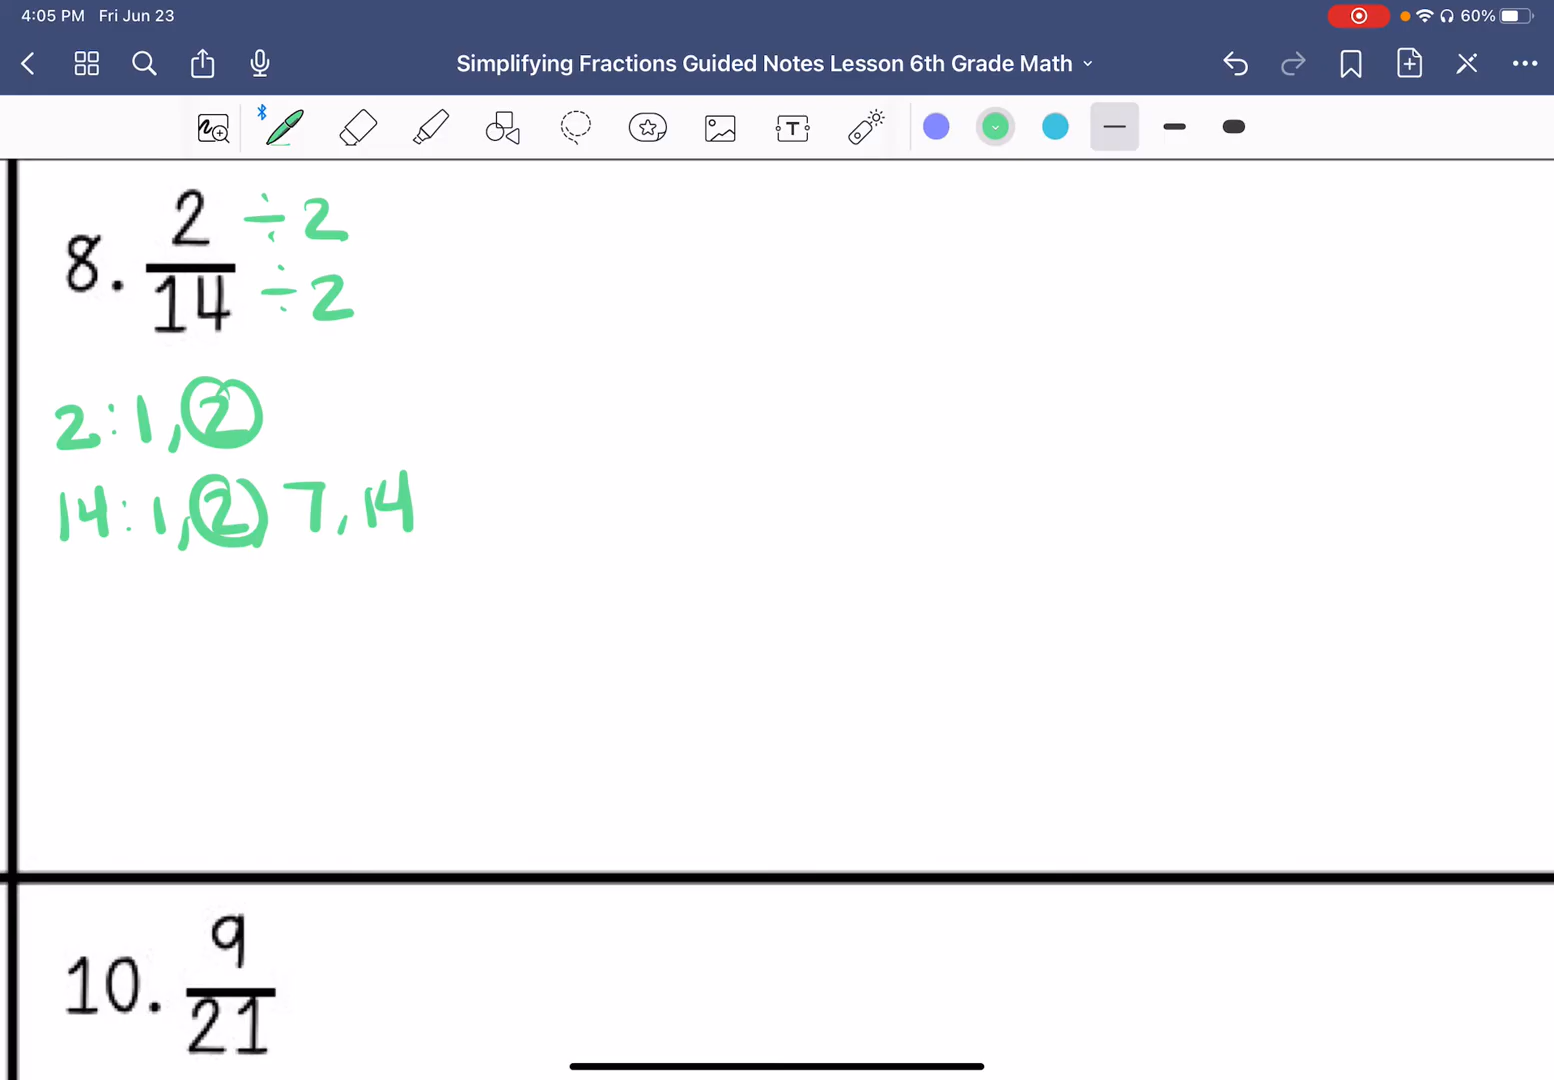 4:05 PM Fri Jun 23 60%
Simplifying Fractions Guided Notes Lesson 6th Grade Math
T
8. 2 ÷ 2
14 ÷ 2
2: 1, 2
14: 1, 2, 7, 14
10. 9
21